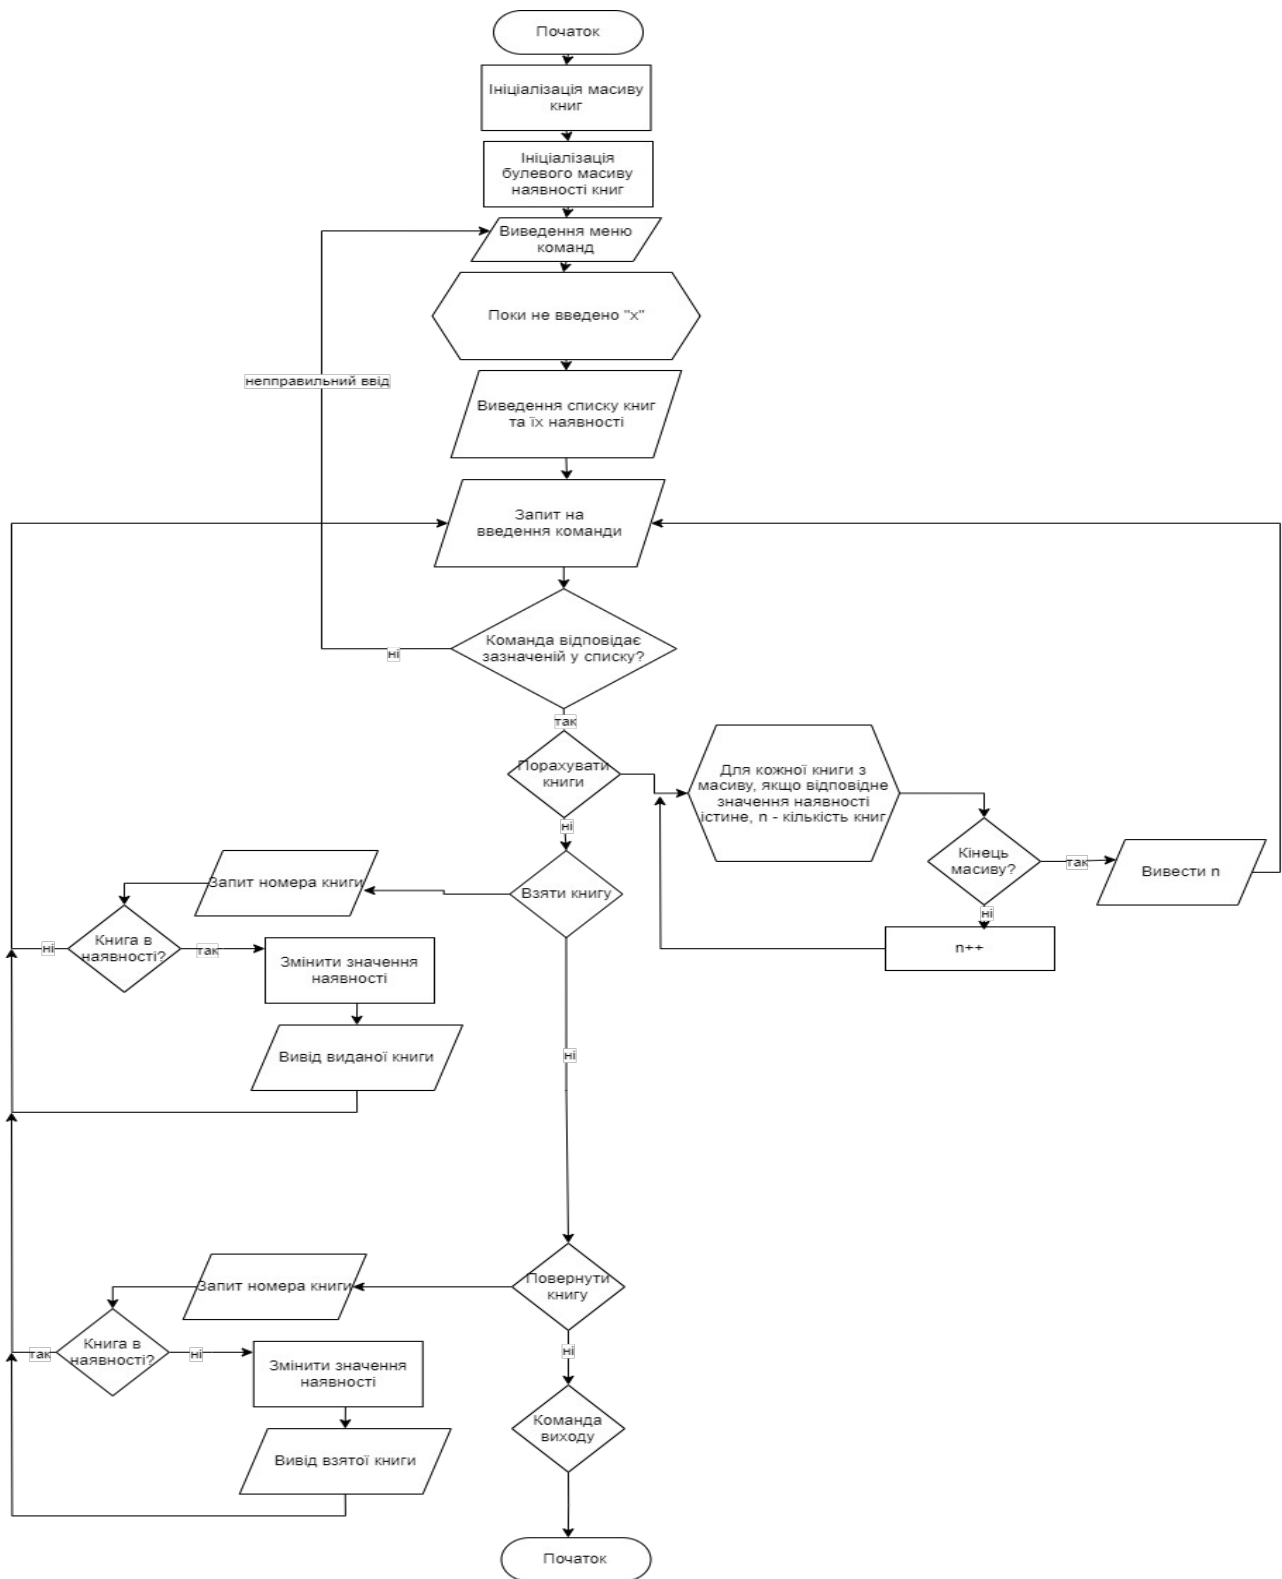 Початок
Ініціалізація масиву
книг
Ініціалізація
булевого масиву
наявності книг
Виведення меню
команд
Поки не введено "x"
непправильний ввід
Виведення списку книг
та їх наявності
Запит на
введення команди
Команда відповідає
зазначеній у списку?
ні
так
Порахувати
книги
Для кожної книги з
масиву, якщо відповідне
значення наявності
істине, n - кількість книг
ні
Кінець
масиву?
так
Вивести n
ні
n++
Взяти книгу
Запит номера книги
Книга в
наявності?
ні
так
Змінити значення
наявності
Вивід виданої книги
ні
Повернути
книгу
Запит номера книги
Книга в
наявності?
так
ні
Змінити значення
наявності
Вивід взятої книги
ні
Команда
виходу
Початок